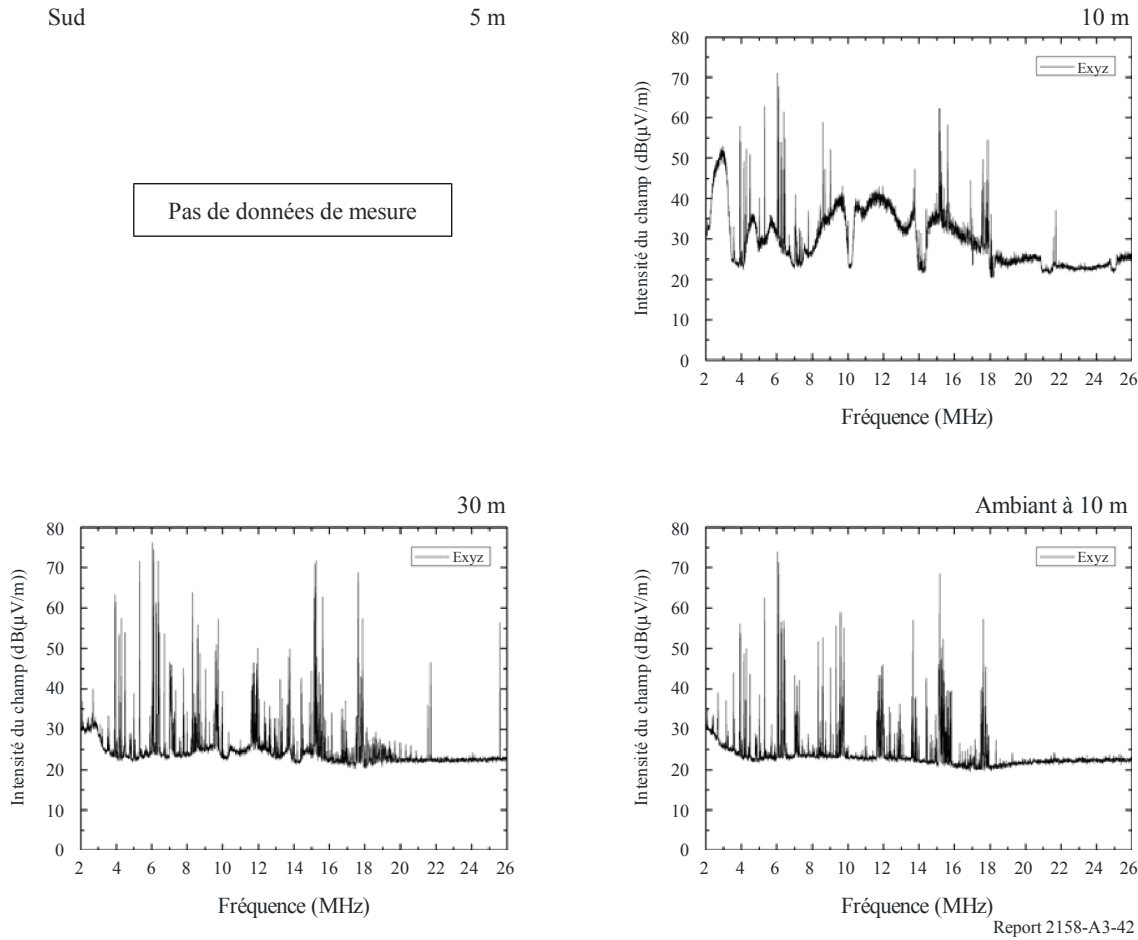 Sud
5 m
Pas de données de mesure
10 m
Intensité du champ (dB(µV/m))
80
70
60
50
40
30
20
10
0
Exyz
2 4 6 8 10 12 14 16 18 20 22 24 26
Fréquence (MHz)
30 m
Intensité du champ (dB(µV/m))
80
70
60
50
40
30
20
10
0
Exyz
2 4 6 8 10 12 14 16 18 20 22 24 26
Fréquence (MHz)
Ambiant à 10 m
Intensité du champ (dB(µV/m))
80
70
60
50
40
30
20
10
0
Exyz
2 4 6 8 10 12 14 16 18 20 22 24 26
Fréquence (MHz)
Report 2158-A3-42